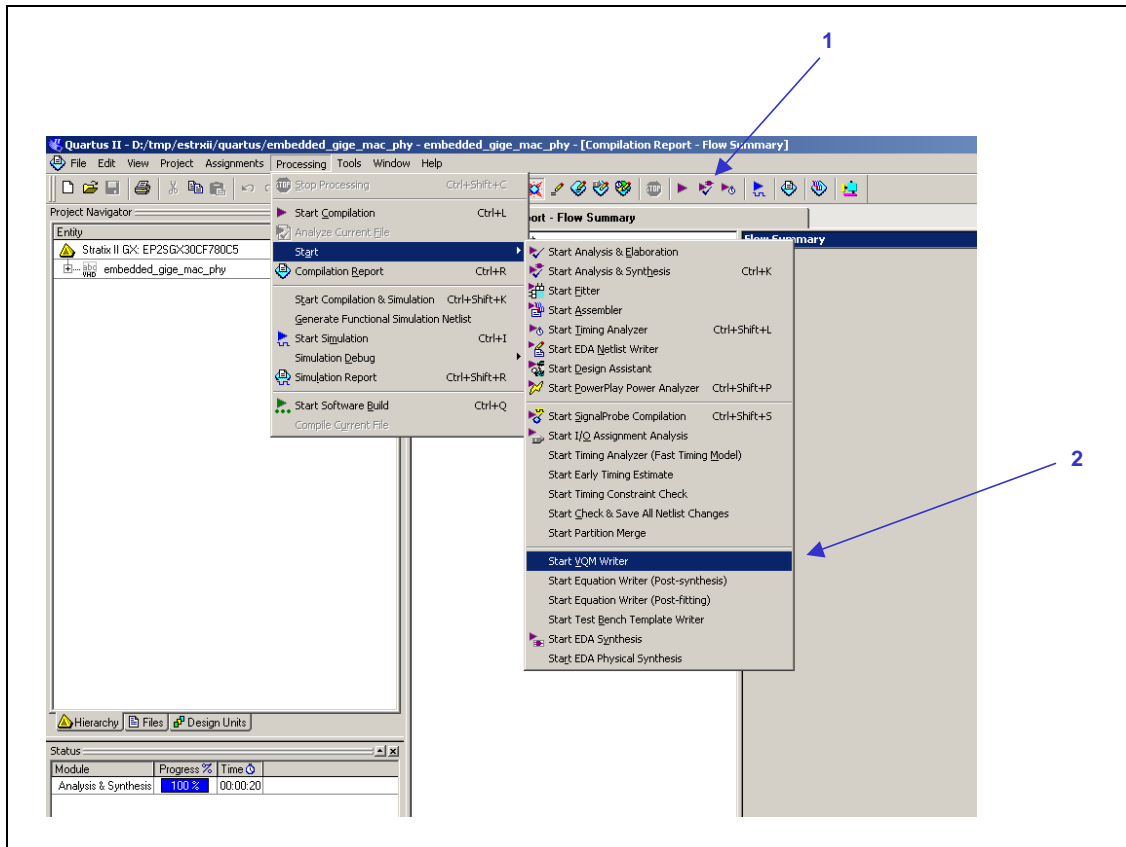 1
Quartus II - D:/tmp/estrxii/quartus/embedded_gige_mac_phy - embedded_gige_mac_phy - [Compilation Report - Flow Summary]
File Edit View Project Assignments Processing Tools Window Help
Project Navigator
Entity
Stratix II GX: EP2SGX30CF780C5
abd VHD embedded_gige_mac_phy
Stop Processing Ctrl+Shift+C
Start Compilation Ctrl+L
Analyze Current File
Start
Compilation Report Ctrl+R
Start Compilation & Simulation Ctrl+Shift+K
Generate Functional Simulation Netlist
Start Simulation Ctrl+I
Simulation Debug
Simulation Report Ctrl+Shift+R
Start Software Build Ctrl+Q
Compile Current File
ort - Flow Summary
Flow Summary
Start Analysis & Elaboration
Start Analysis & Synthesis Ctrl+K
Start Fitter
Start Assembler
Start Timing Analyzer Ctrl+Shift+L
Start EDA Netlist Writer
Start Design Assistant
Start PowerPlay Power Analyzer Ctrl+Shift+P
Start SignalProbe Compilation Ctrl+Shift+S
Start I/O Assignment Analysis
Start Timing Analyzer (Fast Timing Model)
Start Early Timing Estimate
Start Timing Constraint Check
Start Check & Save All Netlist Changes
Start Partition Merge
Start VQM Writer
Start Equation Writer (Post-synthesis)
Start Equation Writer (Post-fitting)
Start Test Bench Template Writer
Start EDA Synthesis
Start EDA Physical Synthesis
2
Hierarchy Files Design Units
Status
Module Progress % Time
Analysis & Synthesis 100 % 00:00:20